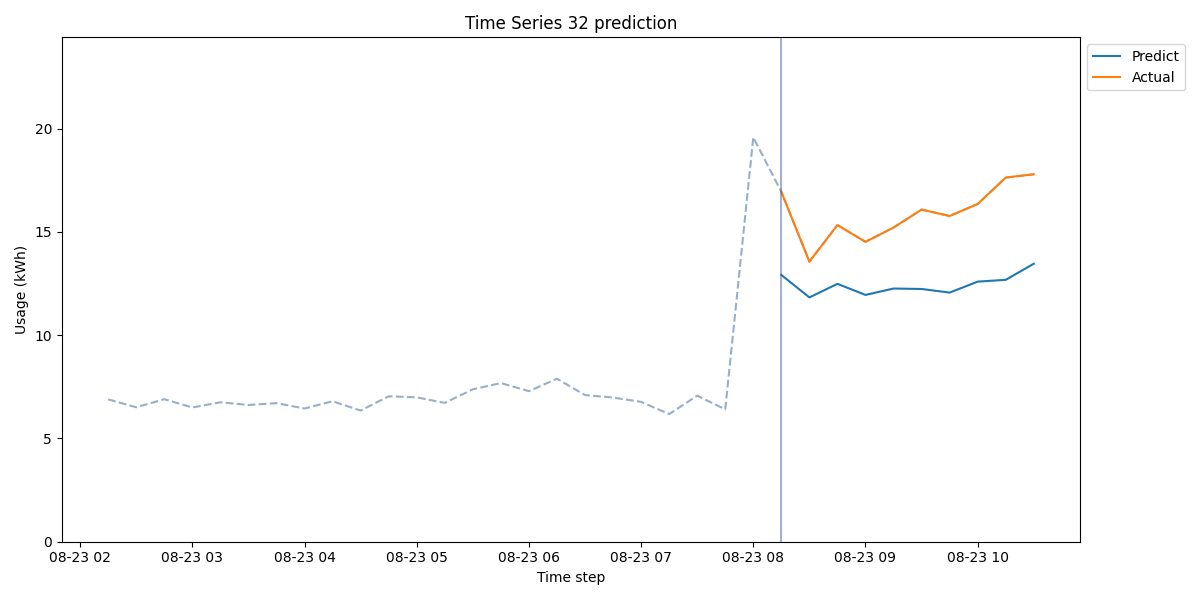 Time Series 32 prediction
Predict
Actual
20
15
10
5
0
Usage (kWh)
08-23 02
08-23 03
08-23 04
08-23 05
08-23 06
08-23 07
08-23 08
08-23 09
08-23 10
Time step